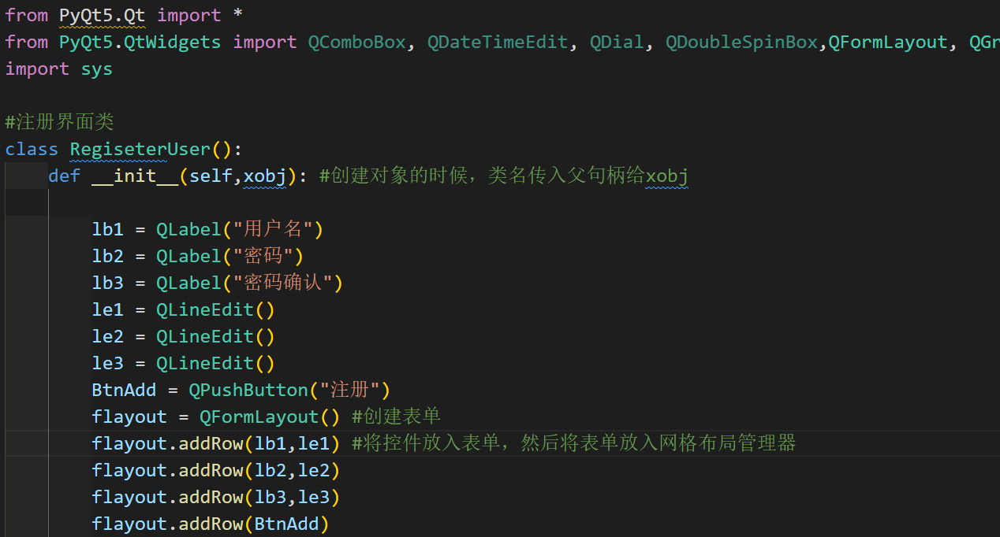 from PyQt5.Qt import *
from PyQt5.QtWidgets import QComboBox, QDateTimeEdit, QDial, QDoubleSpinBox,QFormLayout, QGr
import sys
#注册界面类
class RegiseterUser():
def __init__(self,xobj): #创建对象的时候，类名传入父句柄给xobj
lb1 = QLabel("用户名")
lb2 = QLabel("密码")
lb3 = QLabel("密码确认")
le1 = QLineEdit()
le2 = QLineEdit()
le3 = QLineEdit()
BtnAdd = QPushButton("注册")
flayout = QFormLayout() #创建表单
flayout.addRow(lb1,le1) #将控件放入表单，然后将表单放入网格布局管理器
flayout.addRow(lb2,le2)
flayout.addRow(lb3,le3)
flayout.addRow(BtnAdd)